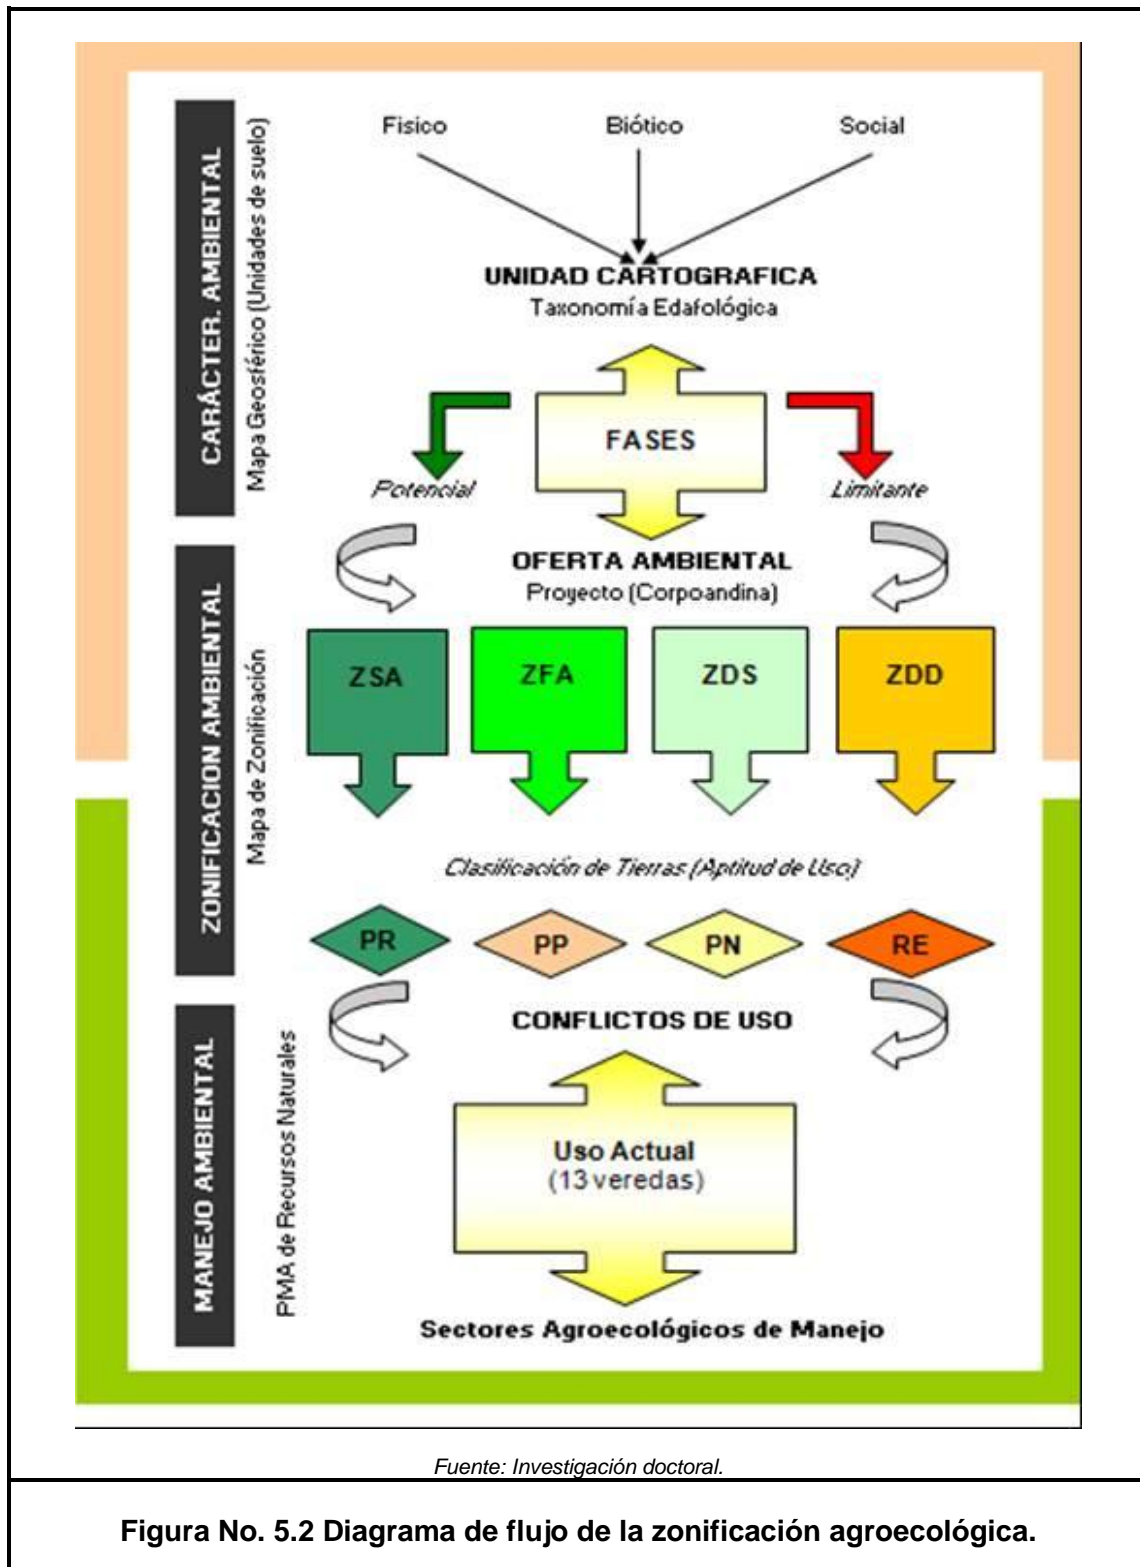 CARÁCTER. AMBIENTAL
Mapa Geosférico (Unidades de suelo)
Fisico
Biótico
Social
UNIDAD CARTOGRAFICA
Taxonomía Edafológica
FASES
Potencial
Limitante
ZONIFICACION AMBIENTAL
Mapa de Zonificación
OFERTA AMBIENTAL
Proyecto (Corpoandina)
ZSA
ZFA
ZDS
ZDD
Clasificación de Tierras (Aptitud de Uso)
PR
PP
PN
RE
MANEJO AMBIENTAL
PMA de Recursos Naturales
CONFLICTOS DE USO
Uso Actual
(13 veredas)
Sectores Agroecológicos de Manejo
Fuente: Investigación doctoral.
Figura No. 5.2 Diagrama de flujo de la zonificación agroecológica.